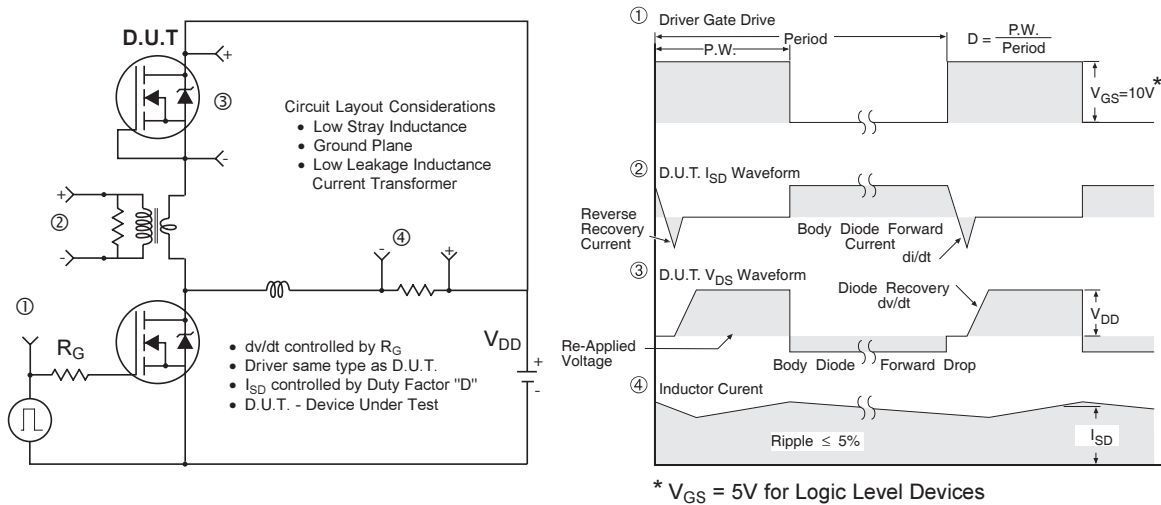 D.U.T
+
③
-
Circuit Layout Considerations
• Low Stray Inductance
• Ground Plane
• Low Leakage Inductance
Current Transformer
+
②
-
④
-
+
①
RG
VDD
+
-
• dv/dt controlled by RG
• Driver same type as D.U.T.
• ISD controlled by Duty Factor "D"
• D.U.T. - Device Under Test
① Driver Gate Drive
P.W.
Period
D = P.W.
Period
VGS=10V*
② D.U.T. ISD Waveform
Reverse
Recovery
Current
Body Diode Forward
Current
di/dt
③ D.U.T. VDS Waveform
Diode Recovery
dv/dt
VDD
Re-Applied
Voltage
Body Diode Forward Drop
④ Inductor Curent
Ripple ≤ 5%
ISD
* VGS = 5V for Logic Level Devices